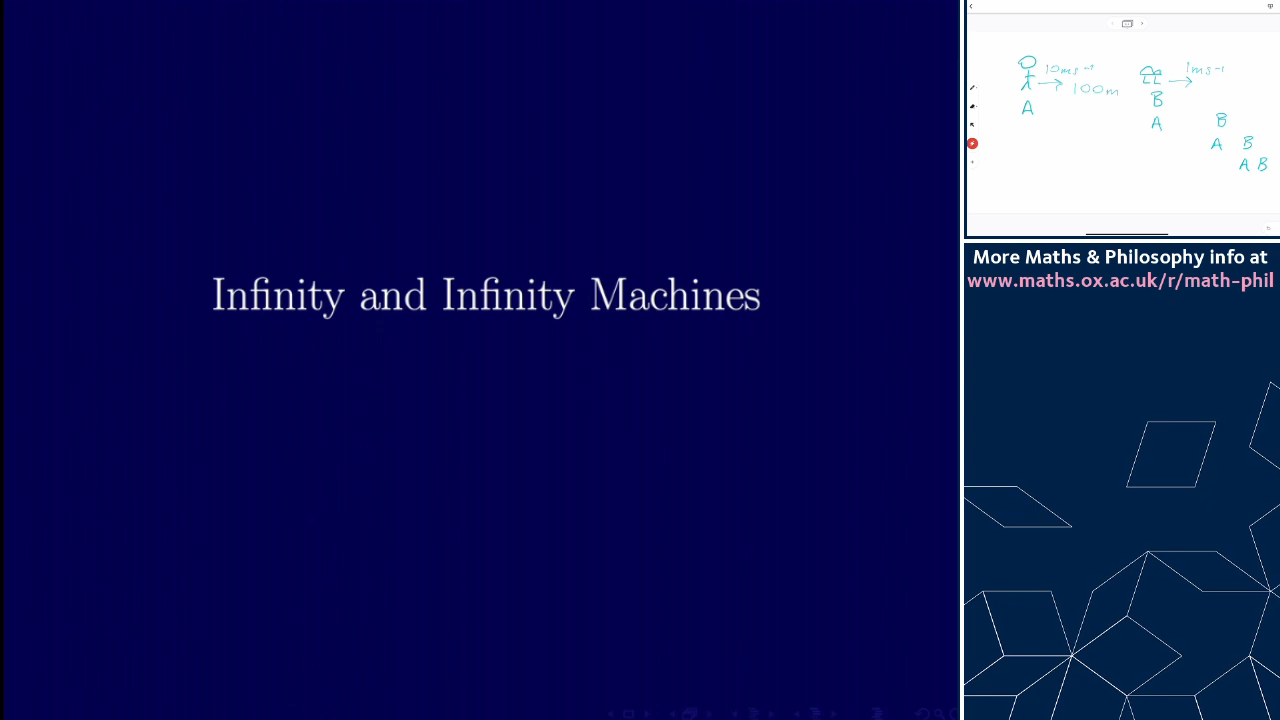 Infinity and Infinity Machines
10ms⁻¹
1ms⁻¹
100m
A
B
A
B
A
B
A B
More Maths & Philosophy info at
www.maths.ox.ac.uk/r/math-phil